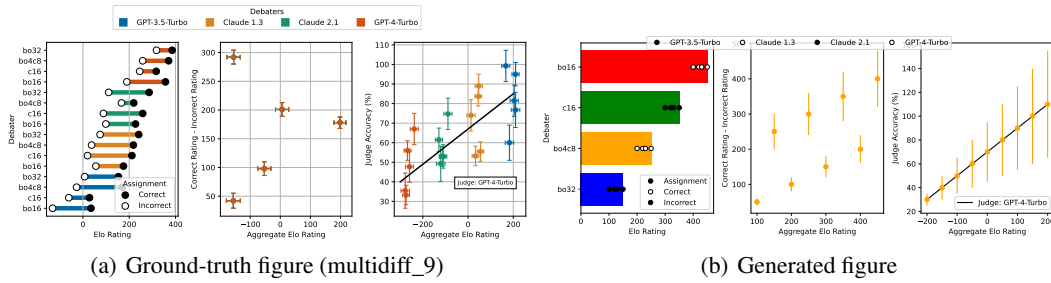 Debaters
GPT-3.5-Turbo Claude 1.3 Claude 2.1 GPT-4-Turbo
bo32
bo4c8
c16
bo16
bo32
bo4c8
c16
bo16
bo32
bo4c8
c16
bo16
bo32
bo4c8
c16
bo16
Debater
Assignment
Correct
Incorrect
0 200 400
Elo Rating
300
250
200
150
100
50
Correct Rating - Incorrect Rating
−100 0 100 200
Aggregate Elo Rating
110
100
90
80
70
60
50
40
30
Judge Accuracy (%)
Judge: GPT-4-Turbo
−200 0 200
Aggregate Elo Rating
(a) Ground-truth figure (multidiff_9)
GPT-3.5-Turbo Claude 1.3 Claude 2.1 GPT-4-Turbo
bo16
c16
bo4c8
bo32
Debater
Assignment
Correct
Incorrect
0 100 200 300 400
Elo Rating
400
300
200
100
Correct Rating - Incorrect Rating
100 200 300 400
Aggregate Elo Rating
140
120
100
80
60
40
20
Judge Accuracy (%)
Judge: GPT-4-Turbo
−200 −100 0 100 200
Aggregate Elo Rating
(b) Generated figure